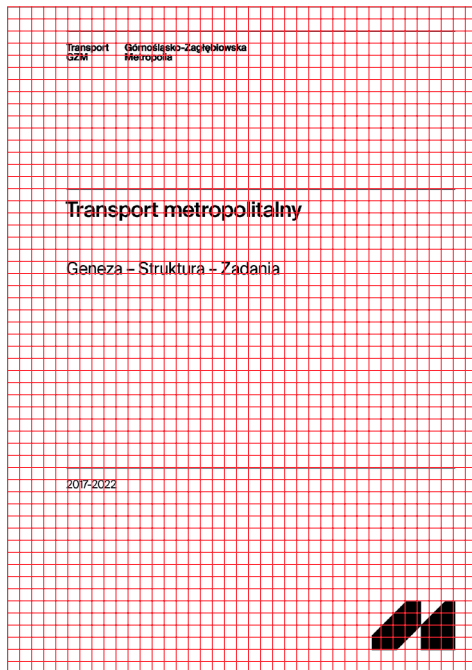 Transport Górnośląsko-Zagłębiowska
GZM Metropolia
Transport metropolitalny
Geneza – Struktura – Zadania
2017-2022